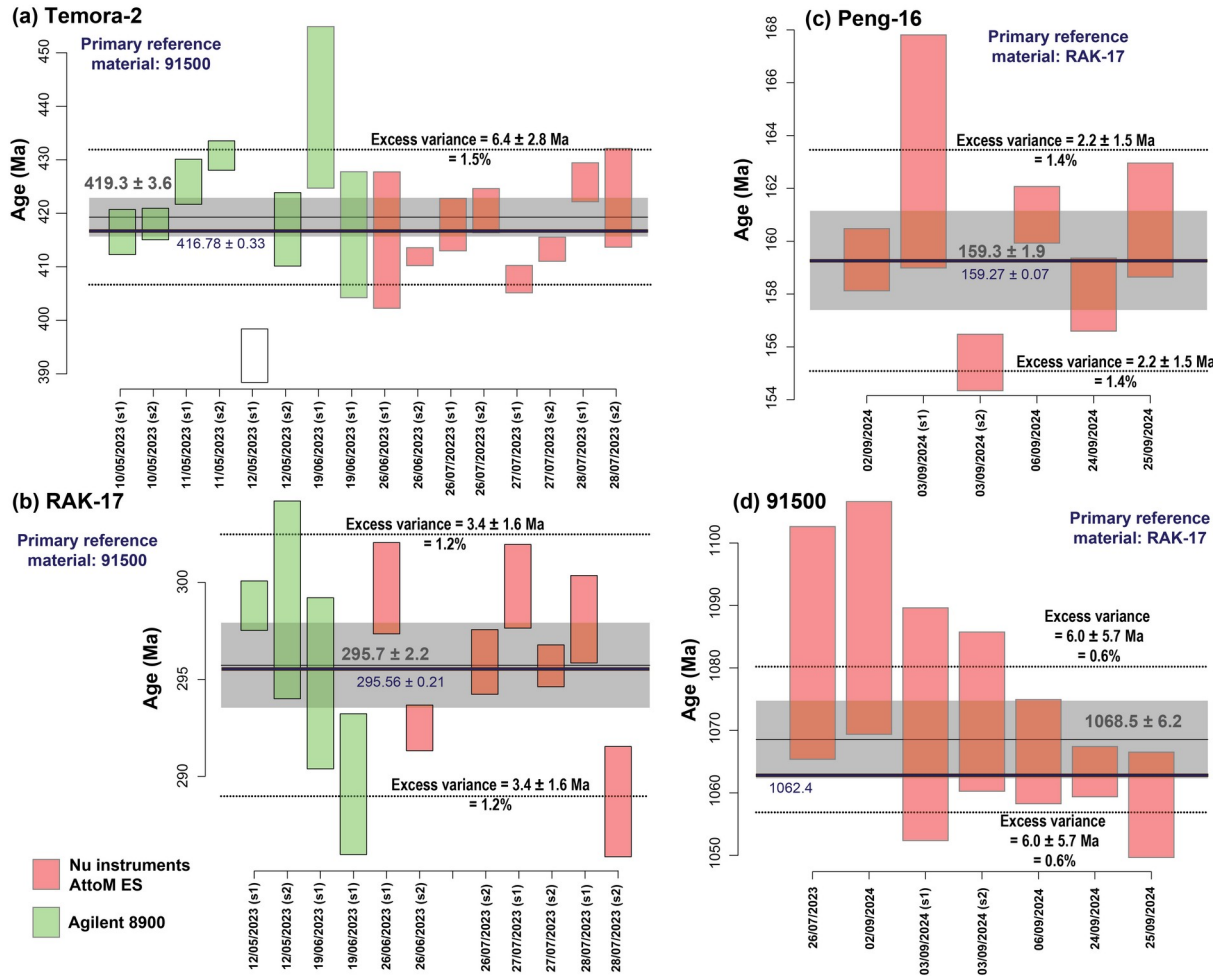 (a) Temora-2
Primary reference
material: 91500
Age (Ma)
450
440
430
420
410
400
390
Excess variance = 6.4 ± 2.8 Ma
= 1.5%
419.3 ± 3.6
416.78 ± 0.33
10/05/2023 (s1)
10/05/2023 (s2)
11/05/2023 (s1)
11/05/2023 (s2)
12/05/2023 (s1)
12/05/2023 (s2)
19/06/2023 (s1)
19/06/2023 (s1)
26/06/2023 (s1)
26/06/2023 (s2)
26/07/2023 (s1)
26/07/20223 (s2)
27/07/2023 (s1)
27/07/2023 (s2)
28/07/2023 (s1)
28/07/2023 (s2)
(c) Peng-16
Primary reference
material: RAK-17
Age (Ma)
168
166
164
162
160
158
156
154
Excess variance = 2.2 ± 1.5 Ma
= 1.4%
159.3 ± 1.9
159.27 ± 0.07
Excess variance = 2.2 ± 1.5 Ma
= 1.4%
02/09/2024
03/09/2024 (s1)
03/09/2024 (s2)
06/09/2024
24/09/2024
25/09/2024
(b) RAK-17
Primary reference
material: 91500
Age (Ma)
300
295
290
Excess variance = 3.4 ± 1.6 Ma
= 1.2%
295.7 ± 2.2
295.56 ± 0.21
Excess variance = 3.4 ± 1.6 Ma
= 1.2%
12/05/2023 (s1)
12/05/2023 (s2)
19/06/2023 (s1)
19/06/2023 (s1)
26/06/2023 (s1)
26/06/2023 (s2)
26/07/2023 (s2)
27/07/2023 (s1)
27/07/2023 (s2)
28/07/2023 (s1)
28/07/2023 (s2)
Nu instruments
AttoM ES
Agilent 8900
(d) 91500
Primary reference
material: RAK-17
Age (Ma)
1100
1090
1080
1070
1060
1050
Excess variance
= 6.0 ± 5.7 Ma
= 0.6%
1068.5 ± 6.2
1062.4
Excess variance
= 6.0 ± 5.7 Ma
= 0.6%
26/07/2023
02/09/2024
03/09/2024 (s1)
03/09/2024 (s2)
06/09/2024
24/09/2024
25/09/2024